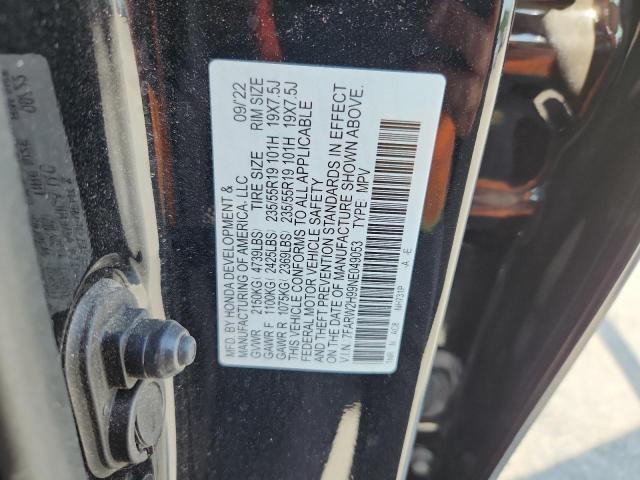 MFD.BY HONDA DEVELOPMENT & 09/22
MANUFACTURING OF AMERICA, LLC
GVWR 2150KG( 4739LBS) TIRE SIZE RIM SIZE
GAWR F 1100KG( 2425LBS) 235/55R19 101H 19X7.5J
GAWR R 1075KG( 2369LBS) 235/55R19 101H 19X7.5J
THIS VEHICLE CONFORMS TO ALL APPLICABLE
FEDERAL MOTOR VEHICLE SAFETY
AND THEFT PREVENTION STANDARDS IN EFFECT
ON THE DATE OF MANUFACTURE SHOWN ABOVE.
V.I.N: 7FARW2H99NE049053 TYPE: MPV
NH731P -A -E